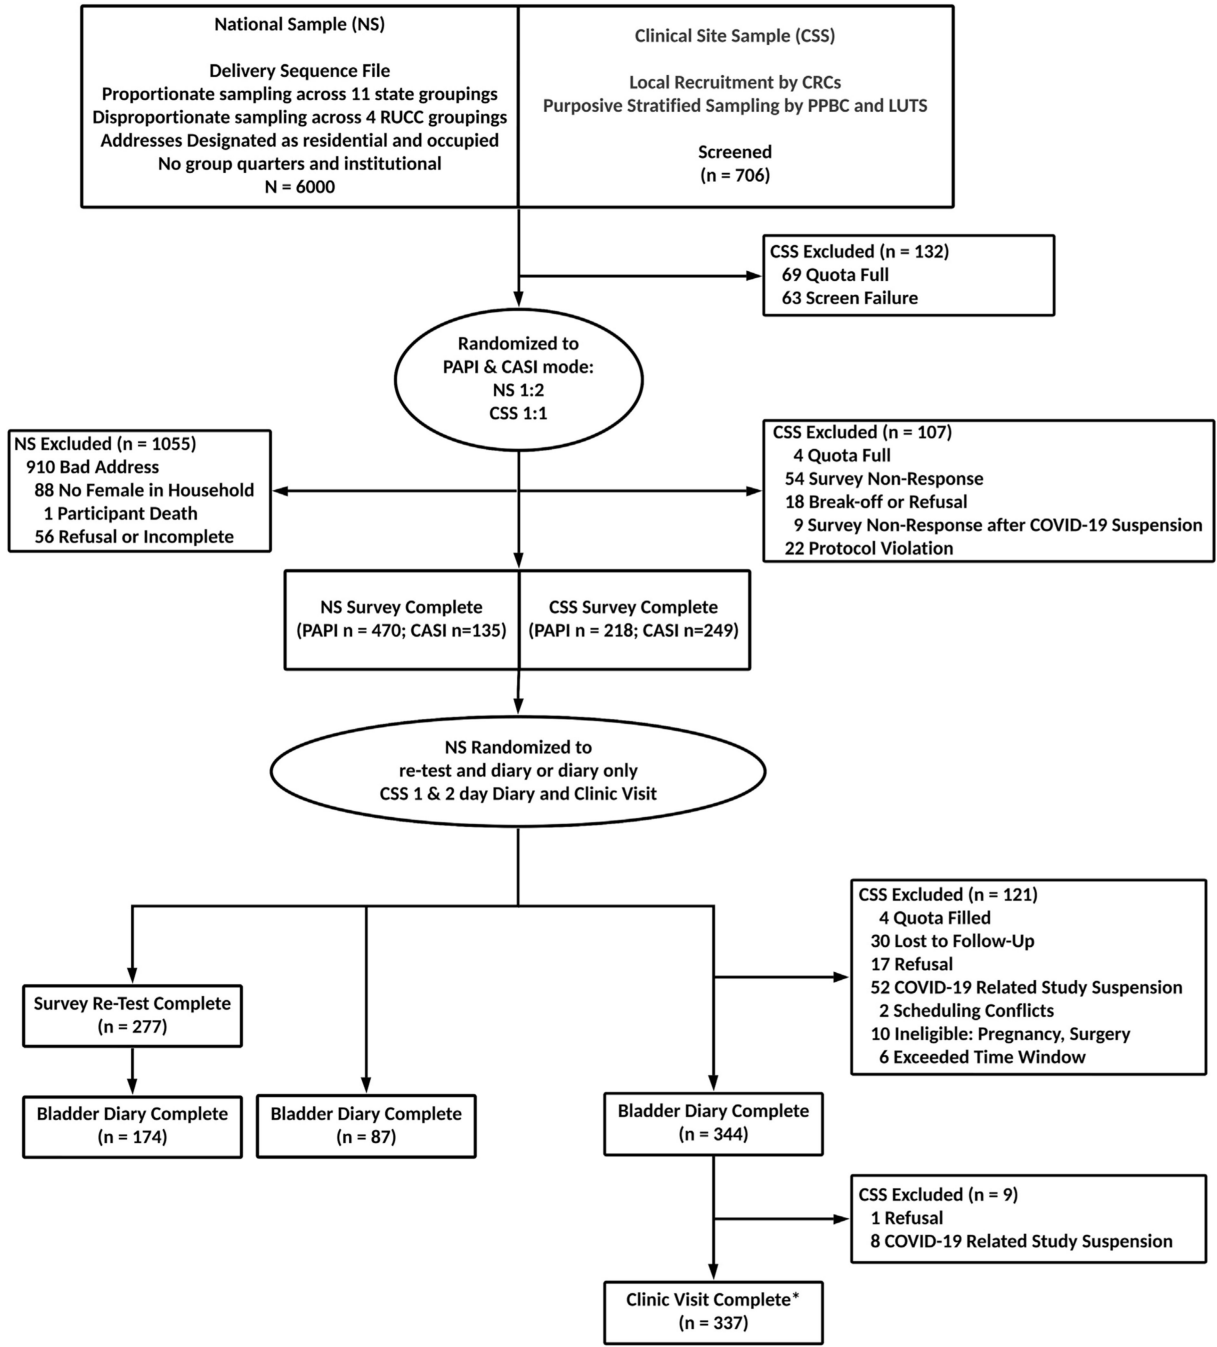 National Sample (NS)
Delivery Sequence File
Proportionate sampling across 11 state groupings
Disproportionate sampling across 4 RUCC groupings
Addresses Designated as residential and occupied
No group quarters and institutional
N = 6000
Clinical Site Sample (CSS)
Local Recruitment by CRCs
Purposive Stratified Sampling by PPBC and LUTS
Screened
(n = 706)
CSS Excluded (n = 132)
69 Quota Full
63 Screen Failure
Randomized to
PAPI & CASI mode:
NS 1:2
CSS 1:1
NS Excluded (n = 1055)
910 Bad Address
88 No Female in Household
1 Participant Death
56 Refusal or Incomplete
CSS Excluded (n = 107)
4 Quota Full
54 Survey Non-Response
18 Break-off or Refusal
9 Survey Non-Response after COVID-19 Suspension
22 Protocol Violation
NS Survey Complete
(PAPI n = 470; CASI n=135)
CSS Survey Complete
(PAPI n = 218; CASI n=249)
NS Randomized to
re-test and diary or diary only
CSS 1 & 2 day Diary and Clinic Visit
CSS Excluded (n = 121)
4 Quota Filled
30 Lost to Follow-Up
17 Refusal
52 COVID-19 Related Study Suspension
2 Scheduling Conflicts
10 Ineligible: Pregnancy, Surgery
6 Exceeded Time Window
Survey Re-Test Complete
(n = 277)
Bladder Diary Complete
(n = 174)
Bladder Diary Complete
(n = 87)
Bladder Diary Complete
(n = 344)
CSS Excluded (n = 9)
1 Refusal
8 COVID-19 Related Study Suspension
Clinic Visit Complete*
(n = 337)